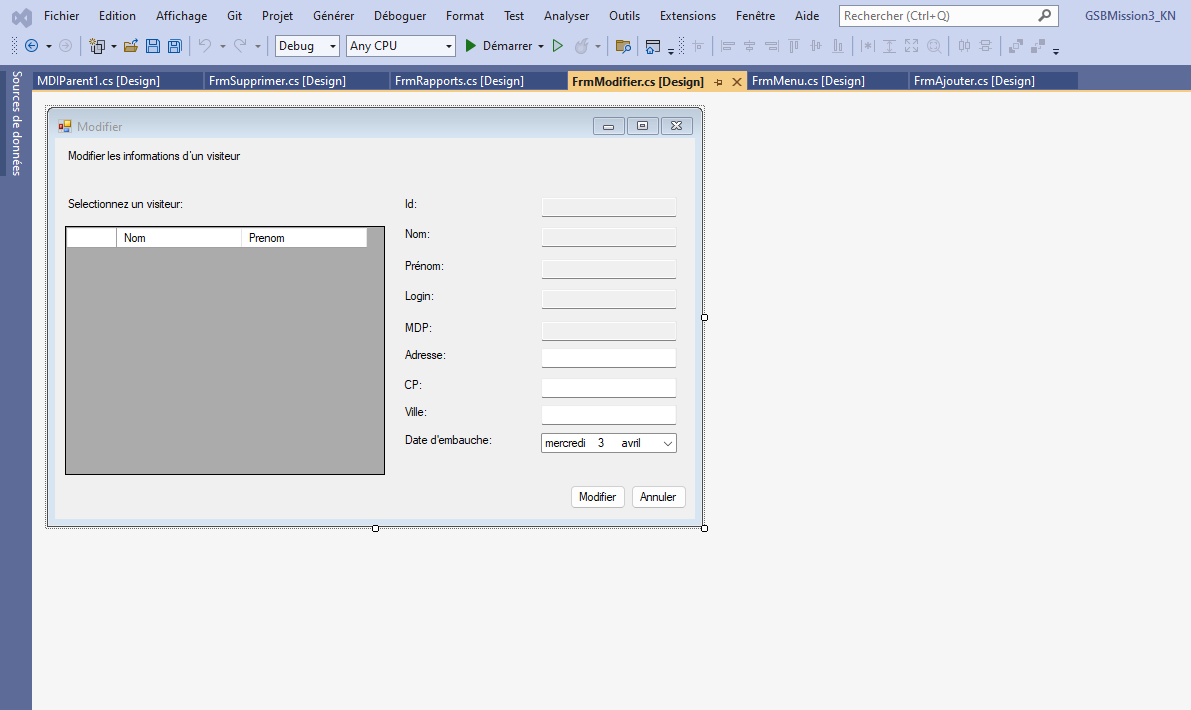 Fichier Edition Affichage Git Projet Générer Déboguer Format Test Analyser Outils Extensions Fenêtre Aide Rechercher (Ctrl+Q) GSBMission3_KN
Debug Any CPU Démarrer
Sources de données
MDIParent1.cs [Design] FrmSupprimer.cs [Design] FrmRapports.cs [Design] FrmModifier.cs [Design] FrmMenu.cs [Design] FrmAjouter.cs [Design]
Modifier
Modifier les informations d'un visiteur
Selectionnez un visiteur:
Nom Prenom
Id:
Nom:
Prénom:
Login:
MDP:
Adresse:
CP:
Ville:
Date d'embauche: mercredi 3 avril
Modifier Annuler